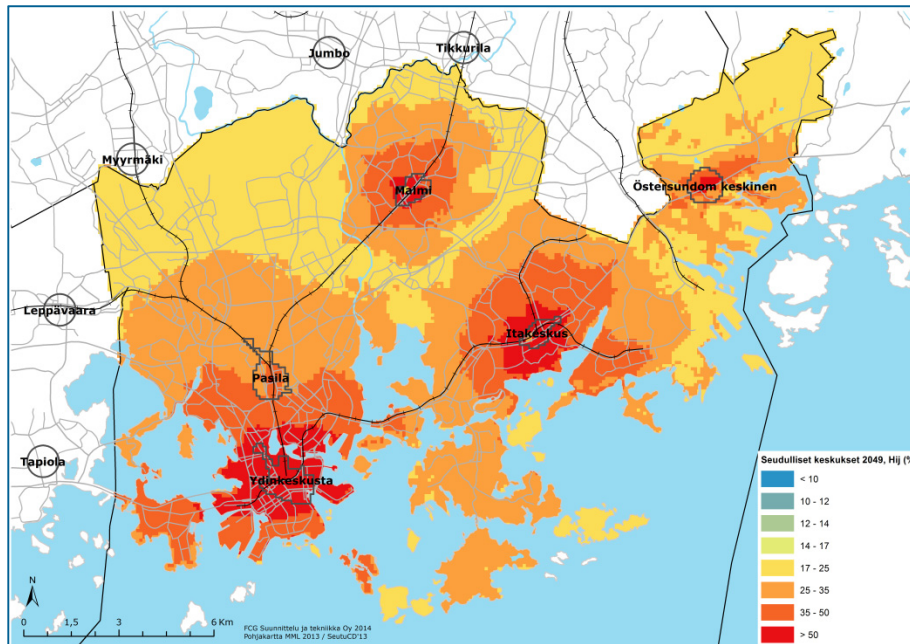 Jumbo
Tikkurila
Myyrmäki
Malmi
Östersundom keskinen
Leppävaara
Itakeskus
Pasila
Tapiola
Ydinkeskusta
Seudulliset keskukset 2049, Hij (%
< 10
10 - 12
12 - 14
14 - 17
17 - 25
25 - 35
35 - 50
> 50
N
0 1,5 3 6 Km
FCG Suunnittelu ja tekniikka Oy 2014
Pohjakartta MML 2013 / SeutuCD'13